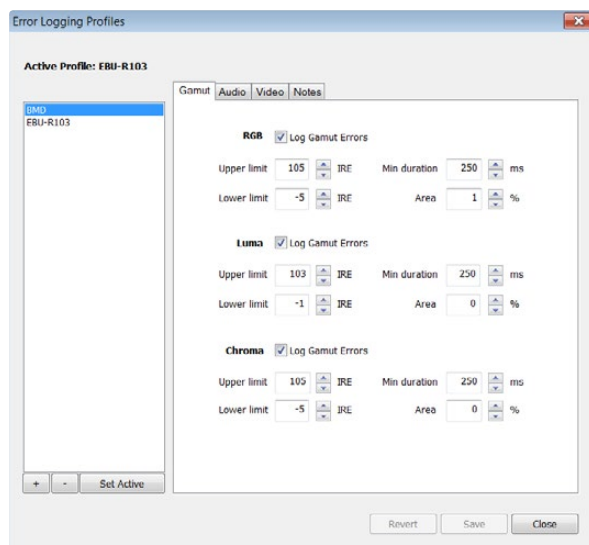 Error Logging Profiles
Active Profile: EBU-R103
BMD
EBU-R103
Gamut Audio Video Notes
RGB Log Gamut Errors
Upper limit 105 IRE Min duration 250 ms
Lower limit -5 IRE Area 1 %
Luma Log Gamut Errors
Upper limit 103 IRE Min duration 250 ms
Lower limit -1 IRE Area 0 %
Chroma Log Gamut Errors
Upper limit 105 IRE Min duration 250 ms
Lower limit -5 IRE Area 0 %
+ - Set Active
Revert Save Close